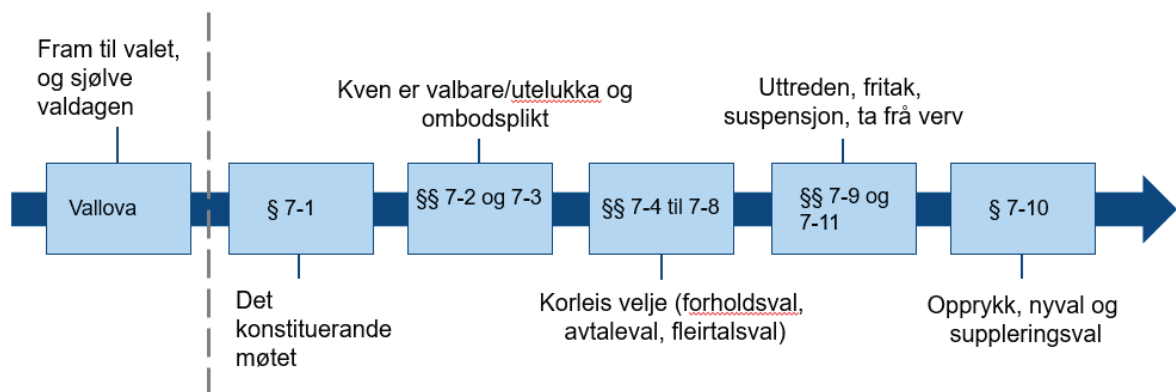 Fram til valet,
og sjølve
valdagen
Vallova
§ 7-1
Det
konstituerande
møtet
Kven er valbare/utelukka og
ombodsplikt
§§ 7-2 og 7-3
§§ 7-4 til 7-8
Korleis velje (forholdsval,
avtaleval, fleirtalsval)
Uttreden, fritak,
suspensjon, ta frå verv
§§ 7-9 og
7-11
§ 7-10
Opprykk, nyval og
suppleringsval